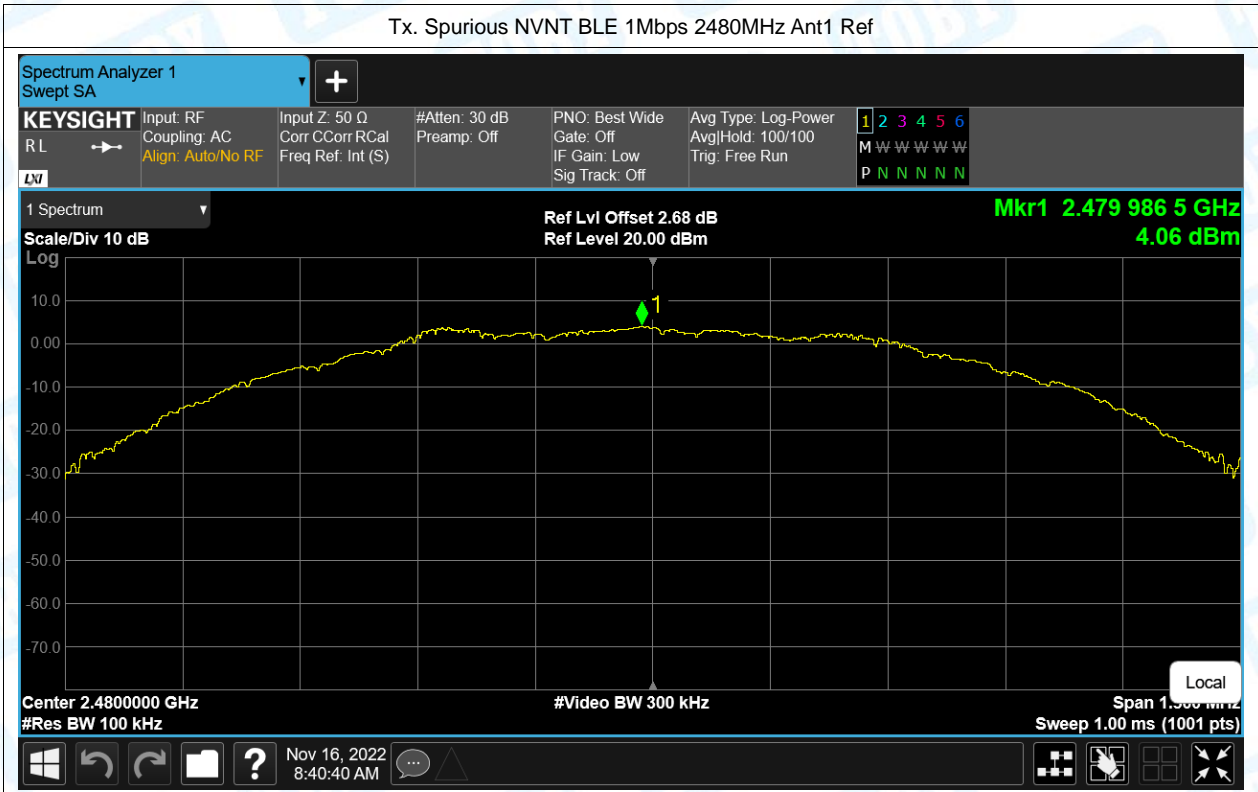 Tx. Spurious NVNT BLE 1Mbps 2480MHz Ant1 Ref
Spectrum Analyzer 1
Swept SA
KEYSIGHT
R L
LXI
Input: RF
Coupling: AC
Align: Auto/No RF
Input Z: 50 Ω
Corr CCorr RCal
Freq Ref: Int (S)
#Atten: 30 dB
Preamp: Off
PNO: Best Wide
Gate: Off
IF Gain: Low
Sig Track: Off
Avg Type: Log-Power
Avg|Hold: 100/100
Trig: Free Run
1 2 3 4 5 6
M W W W W W
P N N N N N
1 Spectrum
Scale/Div 10 dB
Ref Lvl Offset 2.68 dB
Ref Level 20.00 dBm
Mkr1 2.479 986 5 GHz
4.06 dBm
Log
10.0
0.00
-10.0
-20.0
-30.0
-40.0
-50.0
-60.0
-70.0
1
Local
Center 2.4800000 GHz
#Video BW 300 kHz
Span
#Res BW 100 kHz
Sweep 1.00 ms (1001 pts)
?
Nov 16, 2022
8:40:40 AM